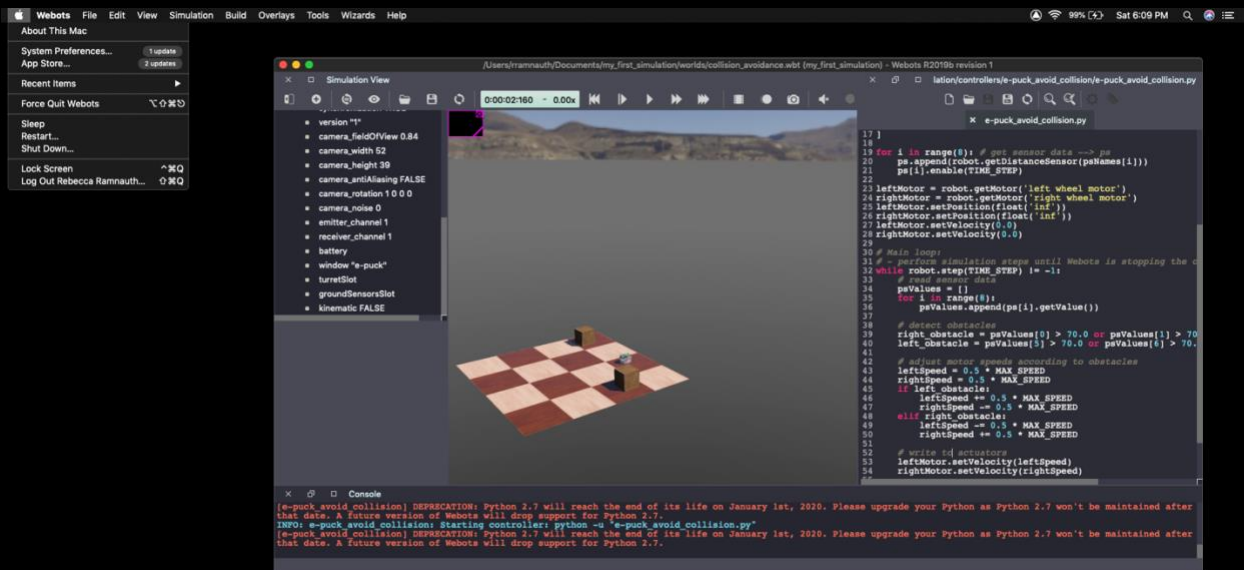 Webots File Edit View Simulation Build Overlays Tools Wizards Help 99% Sat 6:09 PM
About This Mac
System Preferences... 1 update
App Store... 2 updates
Recent Items
Force Quit Webots ⌥⇧⌘⎋
Sleep
Restart...
Shut Down...
Lock Screen ^⌘Q
Log Out Rebecca Ramnauth... ⇧⌘Q
/Users/rramnauth/Documents/my_first_simulation/worlds/collision_avoidance.wbt (my_first_simulation) - Webots R2019b revision 1
Simulation View
0:00:02:160 - 0.00x
version "1"
camera_fieldOfView 0.84
camera_width 52
camera_height 39
camera_antiAliasing FALSE
camera_rotation 1 0 0 0
camera_noise 0
emitter_channel 1
receiver_channel 1
battery
window "e-puck"
turretSlot
groundSensorsSlot
kinematic FALSE
lation/controllers/e-puck_avoid_collision/e-puck_avoid_collision.py
e-puck_avoid_collision.py
17 ]
18
19 for i in range(8): # get sensor data --> ps
20 ps.append(robot.getDistanceSensor(psNames[i]))
21 ps[i].enable(TIME_STEP)
22
23 leftMotor = robot.getMotor('left wheel motor')
24 rightMotor = robot.getMotor('right wheel motor')
25 leftMotor.setPosition(float('inf'))
26 rightMotor.setPosition(float('inf'))
27 leftMotor.setVelocity(0.0)
28 rightMotor.setVelocity(0.0)
29
30 # Main loop:
31 # - perform simulation steps until Webots is stopping the c
32 while robot.step(TIME_STEP) != -1:
33 # read sensor data
34 psValues = []
35 for i in range(8):
36 psValues.append(ps[i].getValue())
37
38 # detect obstacles
39 right_obstacle = psValues[0] > 70.0 or psValues[1] > 70
40 left_obstacle = psValues[5] > 70.0 or psValues[6] > 70.
41
42 # adjust motor speeds according to obstacles
43 leftSpeed = 0.5 * MAX_SPEED
44 rightSpeed = 0.5 * MAX_SPEED
45 if left_obstacle:
46 leftSpeed += 0.5 * MAX_SPEED
47 rightSpeed -= 0.5 * MAX_SPEED
48 elif right_obstacle:
49 leftSpeed -= 0.5 * MAX_SPEED
50 rightSpeed += 0.5 * MAX_SPEED
51
52 # write to actuators
53 leftMotor.setVelocity(leftSpeed)
54 rightMotor.setVelocity(rightSpeed)
Console
[e-puck_avoid_collision] DEPRECATION: Python 2.7 will reach the end of its life on January 1st, 2020. Please upgrade your Python as Python 2.7 won't be maintained after
that date. A future version of Webots will drop support for Python 2.7.
INFO: e-puck_avoid_collision: Starting controller: python -u "e-puck_avoid_collision.py"
[e-puck_avoid_collision] DEPRECATION: Python 2.7 will reach the end of its life on January 1st, 2020. Please upgrade your Python as Python 2.7 won't be maintained after
that date. A future version of Webots will drop support for Python 2.7.